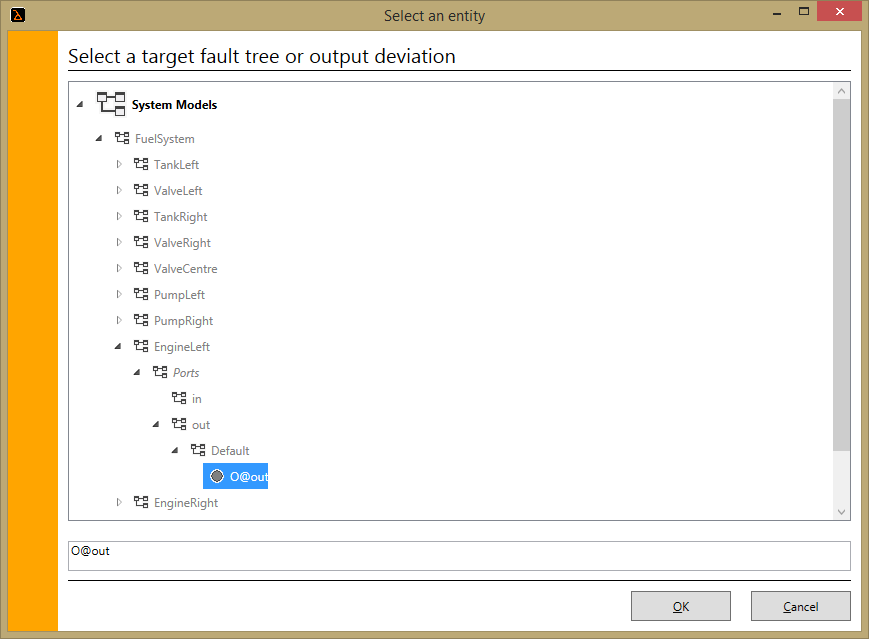 Select an entity
Select a target fault tree or output deviation
System Models
FuelSystem
TankLeft
ValveLeft
TankRight
ValveRight
ValveCentre
PumpLeft
PumpRight
EngineLeft
Ports
in
out
Default
O@out
EngineRight
O@out
OK
Cancel